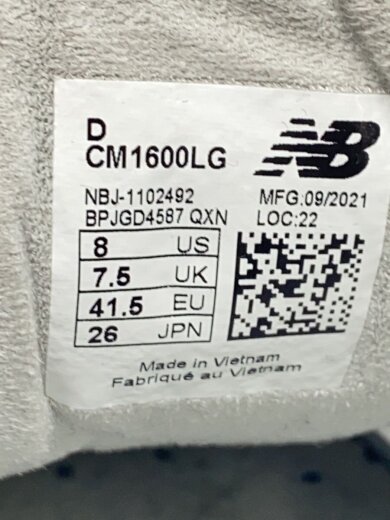 D
CM1600LG
NB
NBJ-1102492
MFG:09/2021
BPJGD4587 QXN
LOC:22
8 US
7.5 UK
41.5 EU
26 JPN
Made in Vietnam
Fabriqué au Vietnam